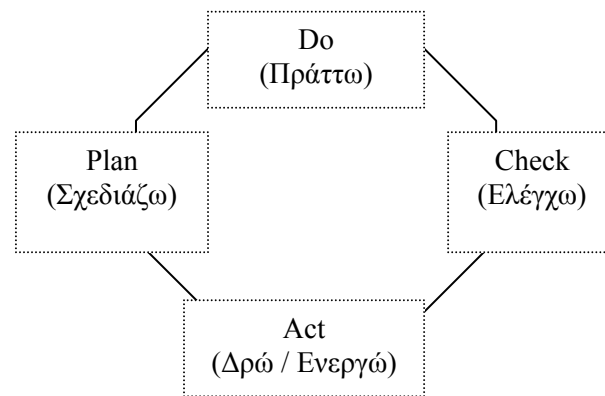 Do
(Πράττω)
Plan
(Σχεδιάζω)
Check
(Ελέγχω)
Act
(Δρώ / Ενεργώ)